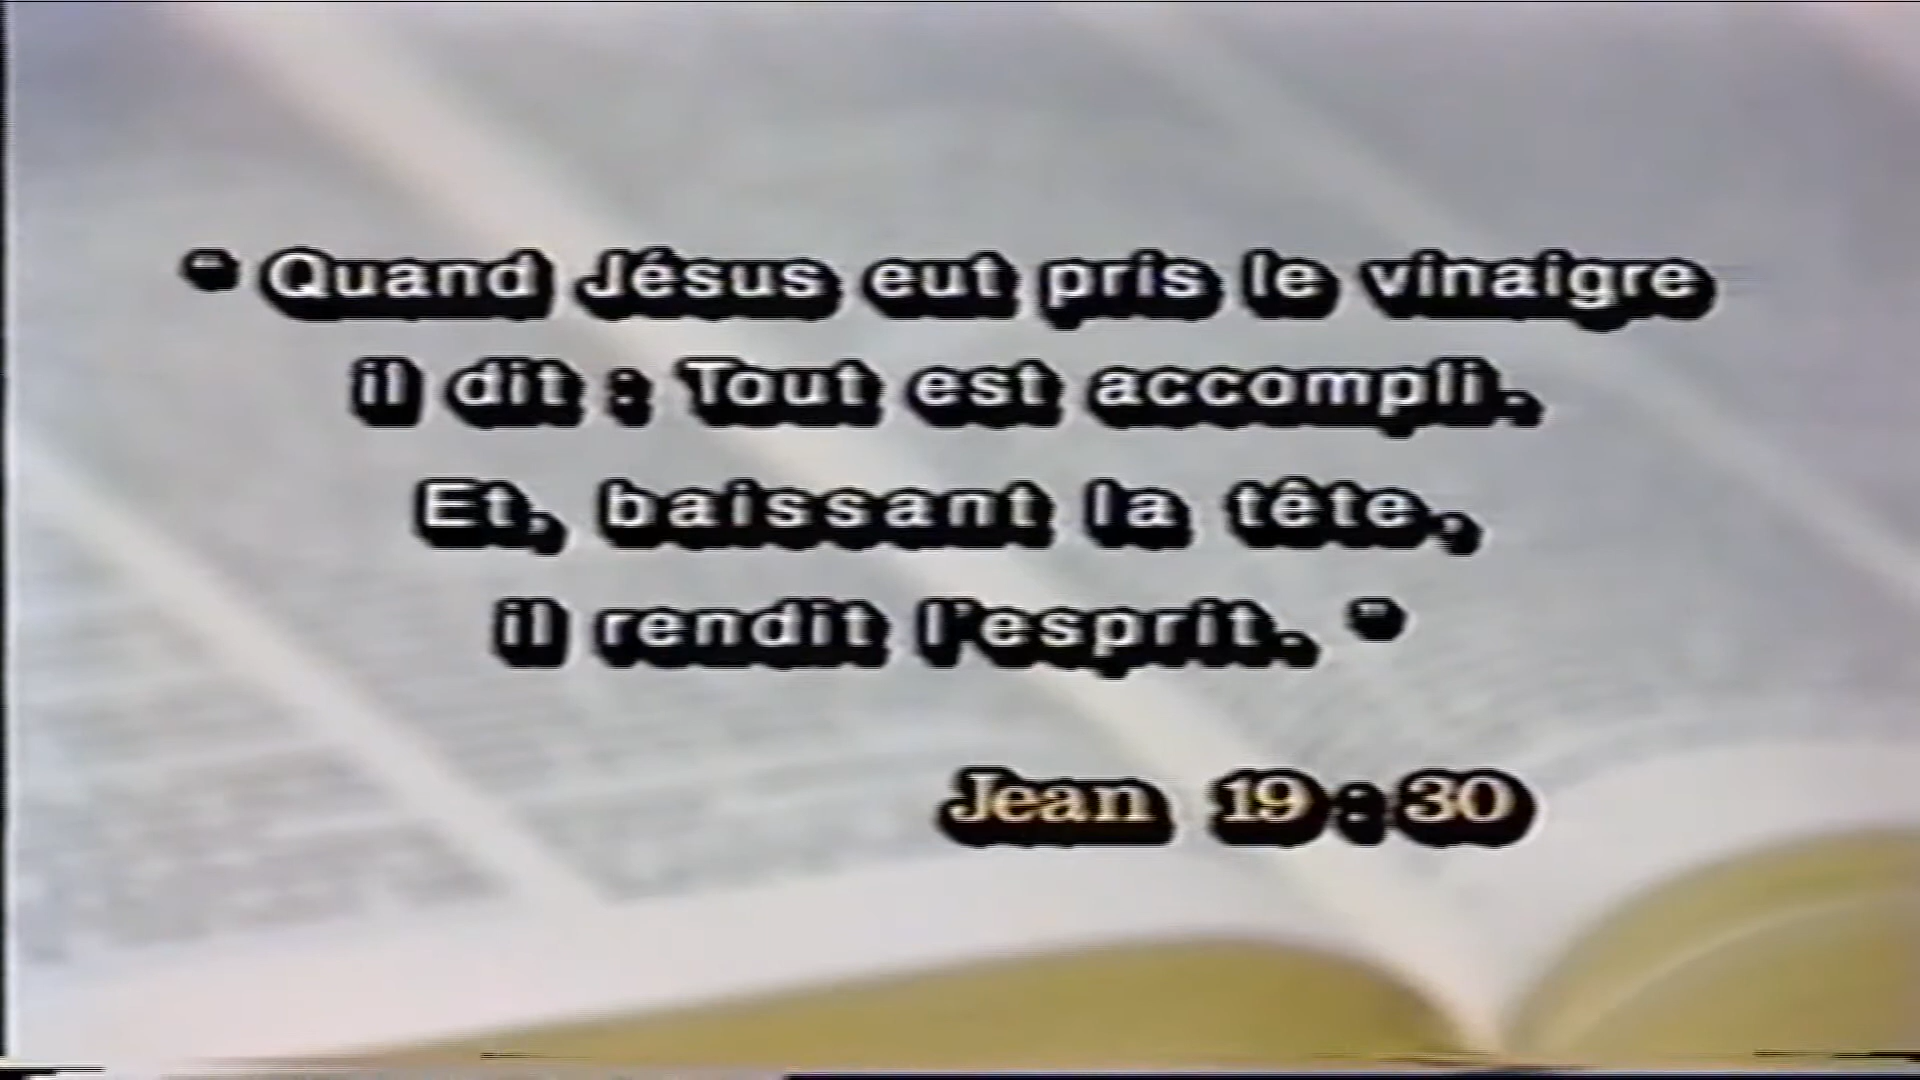 " Quand Jésus eut pris le vinaigre
il dit : Tout est accompli.
Et, baissant la tête,
il rendit l'esprit. "
Jean 19 : 30